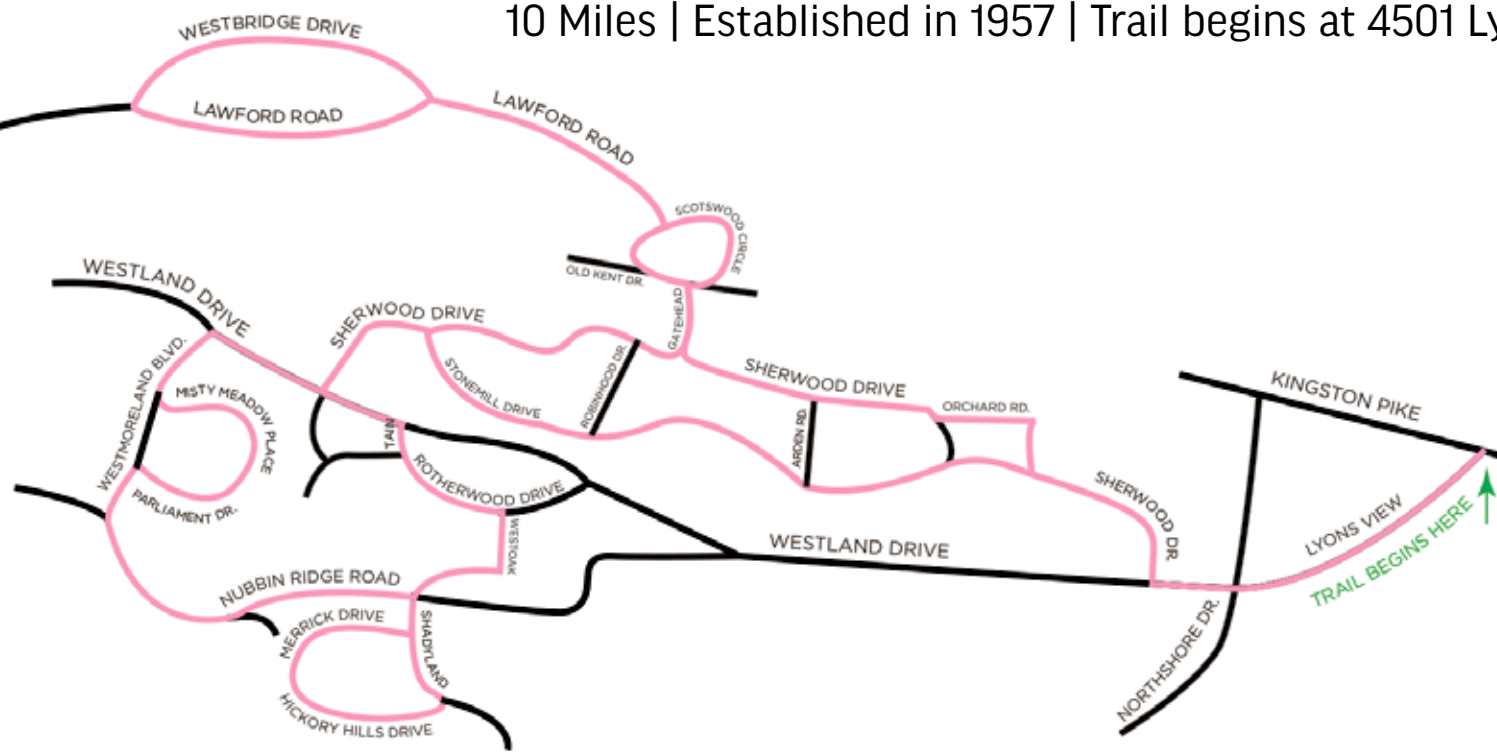 10 Miles | Established in 1957 | Trail begins at 4501 Ly
WESTBRIDGE DRIVE
LAWFORD ROAD
LAWFORD ROAD
SCOTSWOOD CIRCLE
OLD KENT DR.
GATEHEAD
WESTLAND DRIVE
SHERWOOD DRIVE
STONEMILL DRIVE
ROBINHOOD DR.
SHERWOOD DRIVE
ORCHARD RD.
ARDEN RD.
KINGSTON PIKE
WESTMORELAND BLVD.
MISTY MEADOW PLACE
PARLIAMENT DR.
TAIN
ROTHERWOOD DRIVE
WESTOAK
SHERWOOD DR.
WESTLAND DRIVE
LYONS VIEW
TRAIL BEGINS HERE
NUBBIN RIDGE ROAD
MERRICK DRIVE
SHADYLAND
HICKORY HILLS DRIVE
NORTHSHORE DR.